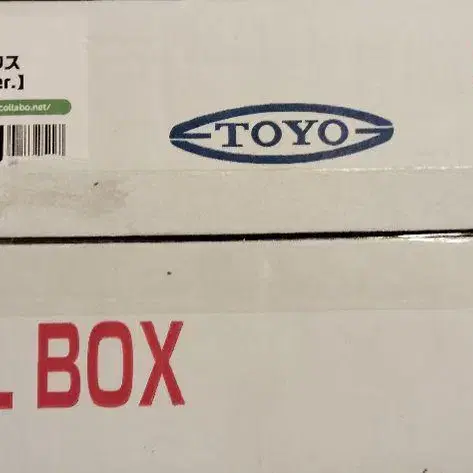 リス
er.】
collabo.net/
TOYO
L BOX